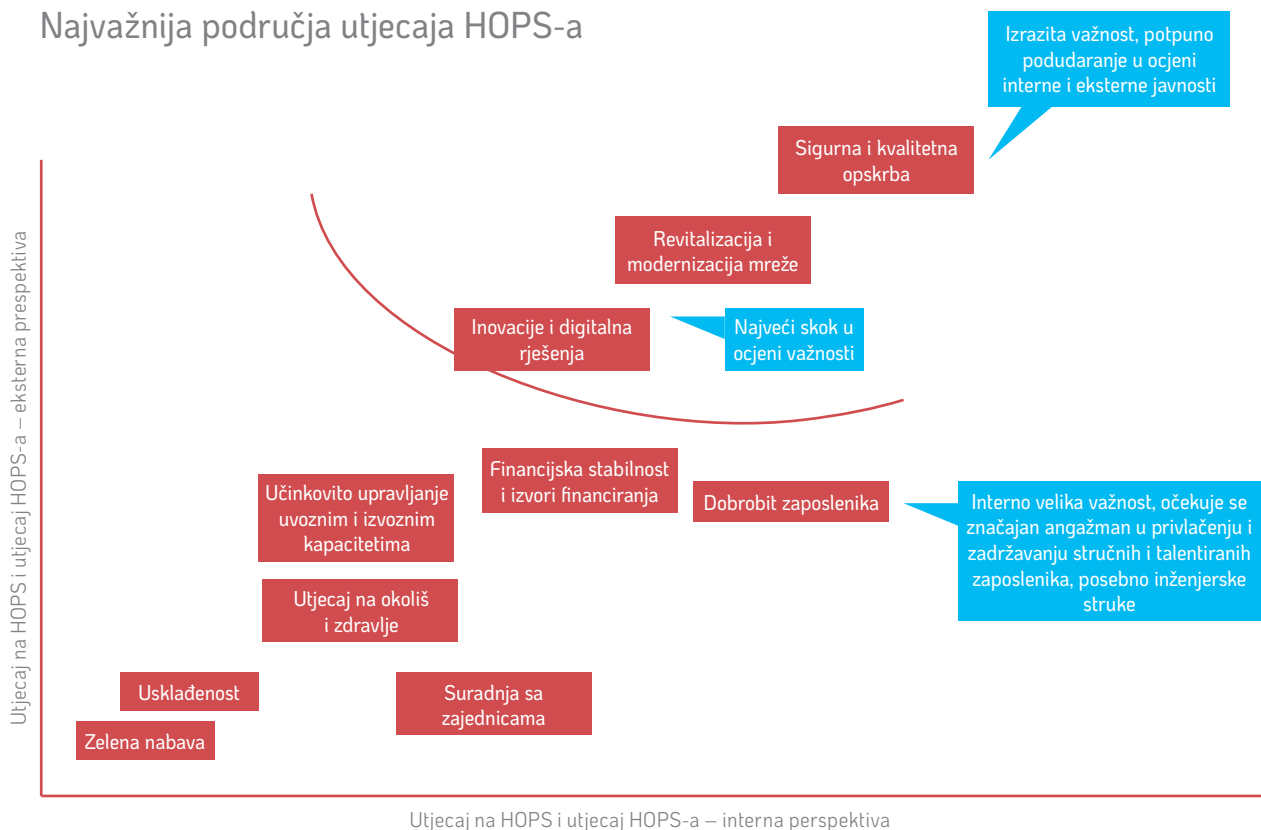 Najvažnija područja utjecaja HOPS-a
Izrazita važnost, potpuno
podudaranje u ocjeni
interne i eksterne javnosti
Sigurna i kvalitetna
opskrba
Revitalizacija i
modernizacija mreže
Inovacije i digitalna
rješenja
Najveći skok u
ocjeni važnosti
Financijska stabilnost
i izvori financiranja
Učinkovito upravljanje
uvoznim i izvoznim
kapacitetima
Dobrobit zaposlenika
Interno velika važnost, očekuje se
značajan angažman u privlačenju i
zadržavanju stručnih i talentiranih
zaposlenika, posebno inženjerske
struke
Utjecaj na okoliš
i zdravlje
Usklađenost
Suradnja sa
zajednicama
Zelena nabava
Utjecaj na HOPS i utjecaj HOPS-a – eksterna prespektiva
Utjecaj na HOPS i utjecaj HOPS-a – interna perspektiva